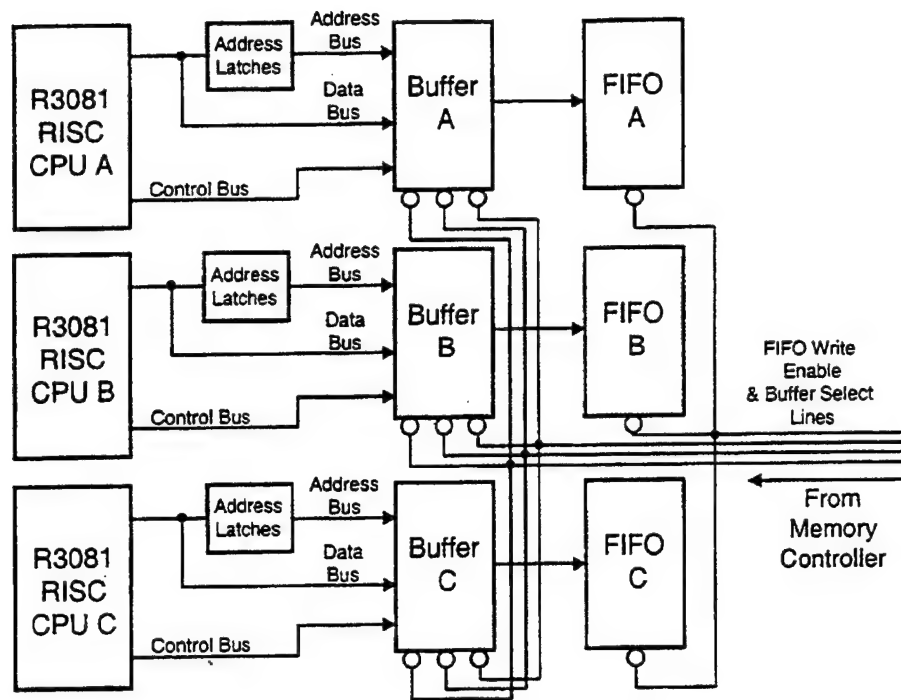 Address
Bus
Address
Latches
Data
Bus
R3081
RISC
CPU A
Control Bus
Buffer
A
FIFO
A
Address
Bus
Address
Latches
Data
Bus
R3081
RISC
CPU B
Control Bus
Buffer
B
FIFO
B
FIFO Write
Enable
& Buffer Select
Lines
From
Memory
Controller
Address
Bus
Address
Latches
Data
Bus
R3081
RISC
CPU C
Control Bus
Buffer
C
FIFO
C